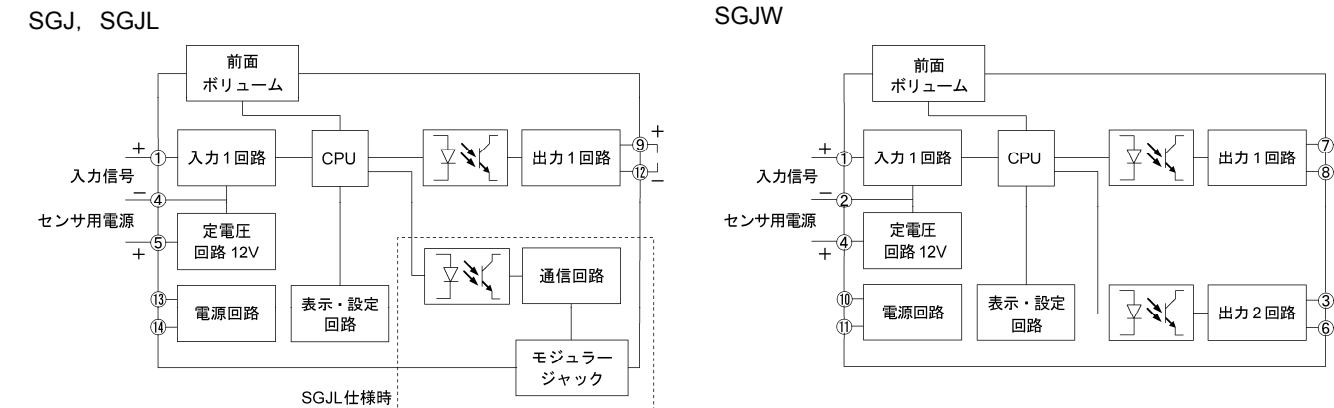 SGJ, SGJL
前面
ボリューム
+
①
入力信号
−
④
センサ用電源
⑤
+
入力1回路
CPU
出力1回路
⑨
+
⑫
−
定電圧
回路 12V
⑬
⑭
電源回路
表示・設定
回路
通信回路
モジュラー
ジャック
SGJL仕様時
SGJW
前面
ボリューム
+
①
入力信号
−
②
センサ用電源
④
+
入力1回路
CPU
出力1回路
⑦
⑧
定電圧
回路 12V
⑩
⑪
電源回路
表示・設定
回路
出力2回路
③
⑥